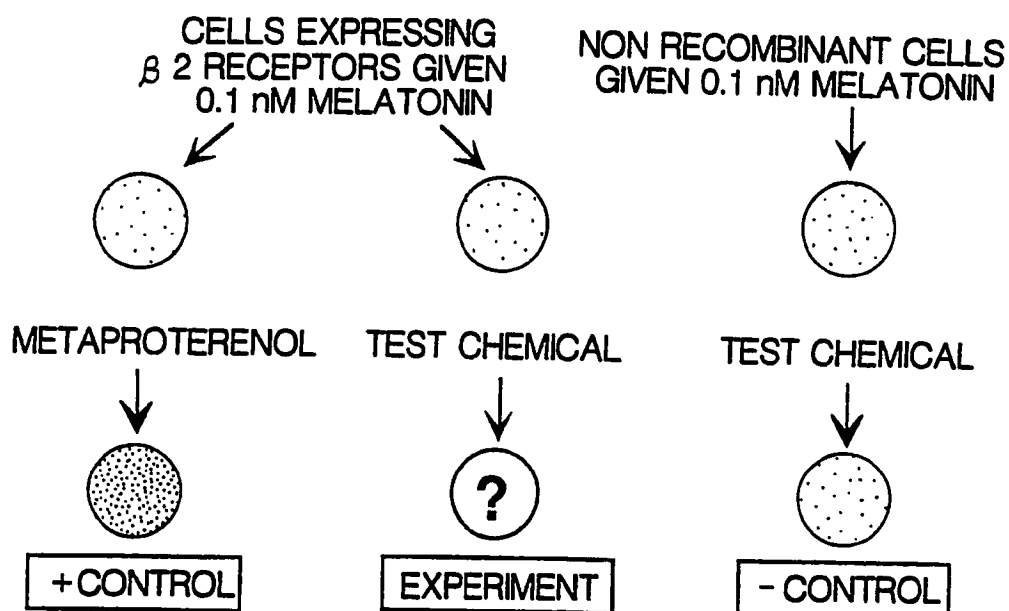 CELLS EXPRESSING
β 2 RECEPTORS GIVEN
0.1 nM MELATONIN
NON RECOMBINANT CELLS
GIVEN 0.1 nM MELATONIN
METAPROTERENOL
TEST CHEMICAL
TEST CHEMICAL
?
+ CONTROL
EXPERIMENT
- CONTROL